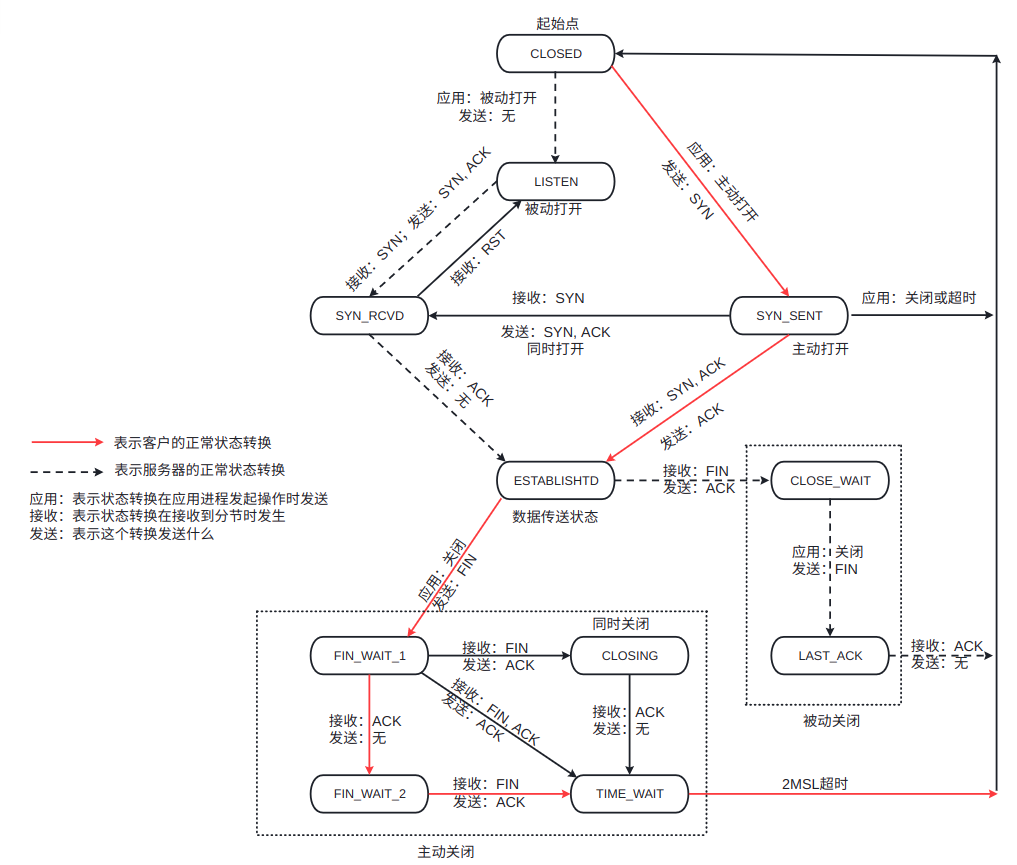 起始点
CLOSED
应用：被动打开
发送：无
应用：主动打开
发送：SYN
LISTEN
被动打开
接收：SYN；发送：SYN, ACK
接收：RST
SYN_RCVD
接收：SYN
发送：SYN, ACK
同时打开
SYN_SENT
主动打开
应用：关闭或超时
接收：ACK
发送：无
接收：SYN, ACK
发送：ACK
表示客户的正常状态转换
表示服务器的正常状态转换
应用：表示状态转换在应用进程发起操作时发送
接收：表示状态转换在接收到分节时发生
发送：表示这个转换发送什么
ESTABLISHTD
数据传送状态
接收：FIN
发送：ACK
CLOSE_WAIT
应用：关闭
发送：FIN
LAST_ACK
接收：ACK
发送：无
被动关闭
应用：关闭
发送：FIN
同时关闭
FIN_WAIT_1
接收：FIN
发送：ACK
CLOSING
接收：FIN, ACK
发送：ACK
接收：ACK
发送：无
接收：ACK
发送：无
FIN_WAIT_2
接收：FIN
发送：ACK
TIME_WAIT
2MSL超时
主动关闭